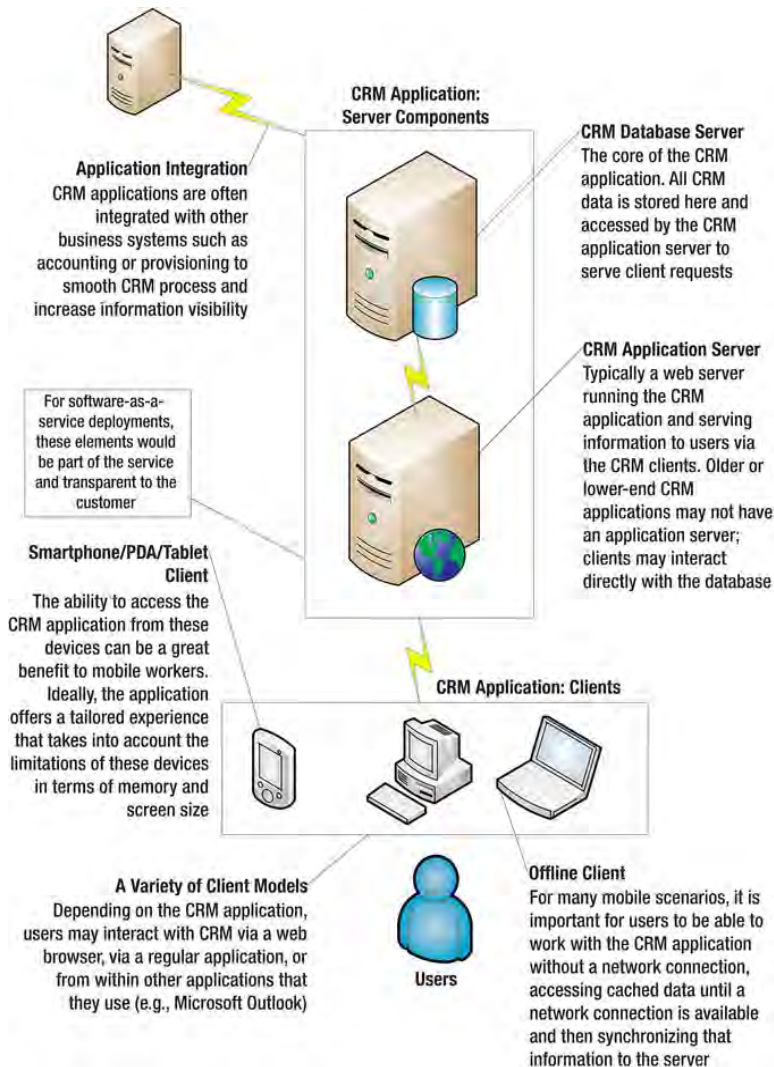 CRM Application:
Server Components
Application Integration
CRM applications are often
integrated with other
business systems such as
accounting or provisioning to
smooth CRM process and
increase information visibility
CRM Database Server
The core of the CRM
application. All CRM
data is stored here and
accessed by the CRM
application server to
serve client requests
For software-as-a-
service deployments,
these elements would
be part of the service
and transparent to the
customer
CRM Application Server
Typically a web server
running the CRM
application and serving
information to users via
the CRM clients. Older or
lower-end CRM
applications may not have
an application server;
clients may interact
directly with the database
Smartphone/PDA/Tablet
Client
The ability to access the
CRM application from these
devices can be a great
benefit to mobile workers.
Ideally, the application
offers a tailored experience
that takes into account the
limitations of these devices
in terms of memory and
screen size
CRM Application: Clients
A Variety of Client Models
Depending on the CRM application,
users may interact with CRM via a web
browser, via a regular application, or
from within other applications that
they use (e.g., Microsoft Outlook)
Users
Offline Client
For many mobile scenarios, it is
important for users to be able to
work with the CRM application
without a network connection,
accessing cached data until a
network connection is available
and then synchronizing that
information to the server